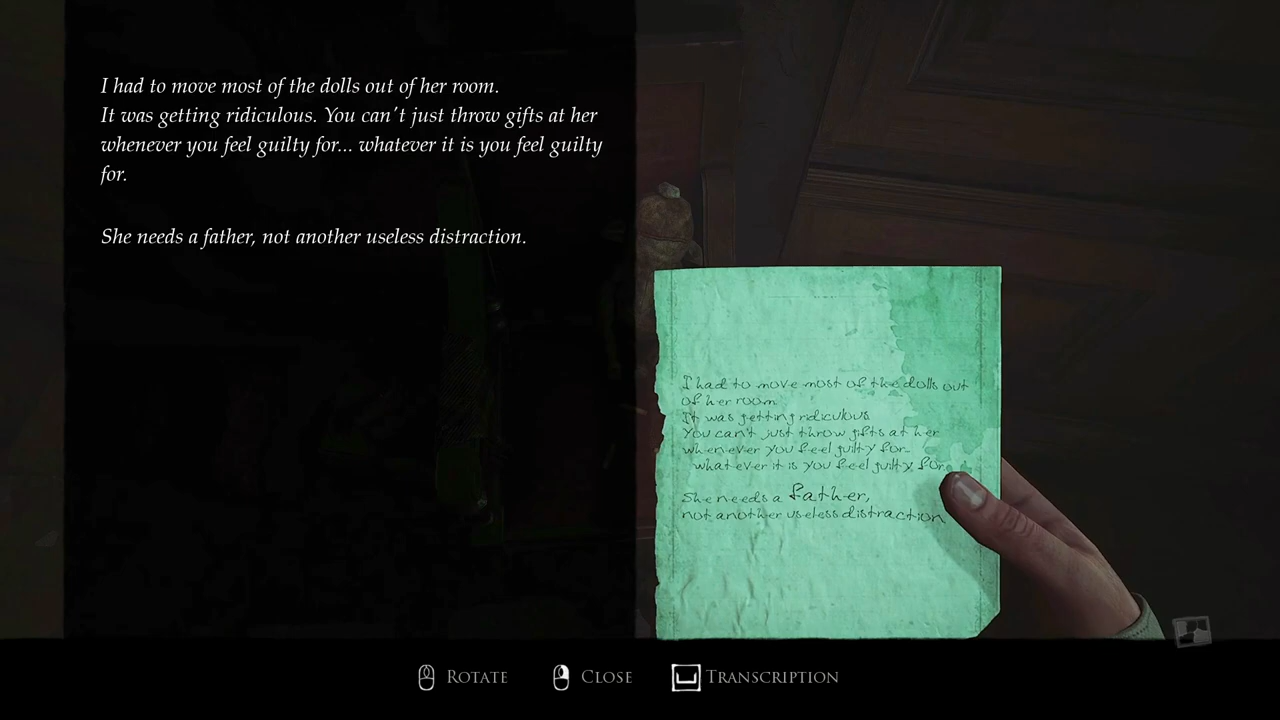 I had to move most of the dolls out of her room.
It was getting ridiculous. You can't just throw gifts at her
whenever you feel guilty for... whatever it is you feel guilty
for.
She needs a father, not another useless distraction.
I had to move most of the dolls out
of her room
It was getting ridiculous
You can't just throw gifts at her
whenever you feel guilty for...
whatever it is you feel guilty for
She needs a father,
not another useless distraction
ROTATE CLOSE TRANSCRIPTION